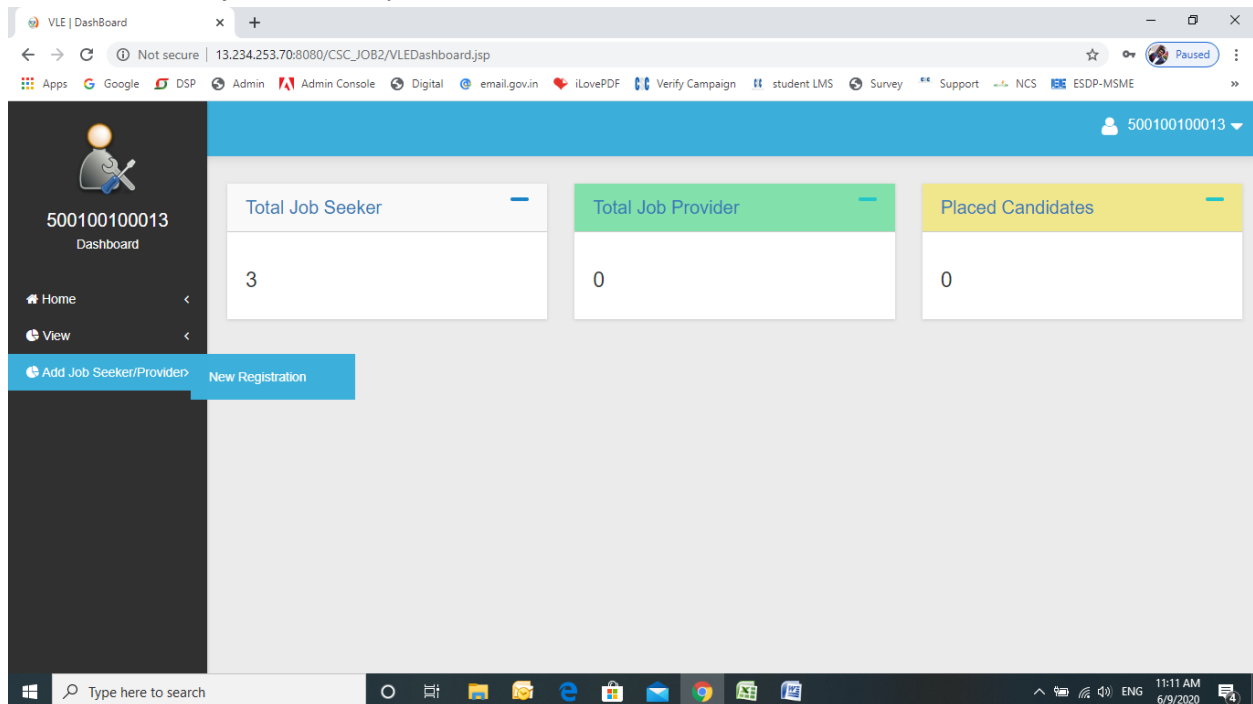 VLE | DashBoard
Not secure | 13.234.253.70:8080/CSC_JOB2/VLEDashboard.jsp
Paused
Apps Google DSP Admin Admin Console Digital email.gov.in iLovePDF Verify Campaign student LMS Survey Support NCS ESDP-MSME »
500100100013
500100100013
Dashboard
Home
View
Add Job Seeker/Provider
New Registration
Total Job Seeker
3
Total Job Provider
0
Placed Candidates
0
Type here to search
ENG
11:11 AM
6/9/2020
4